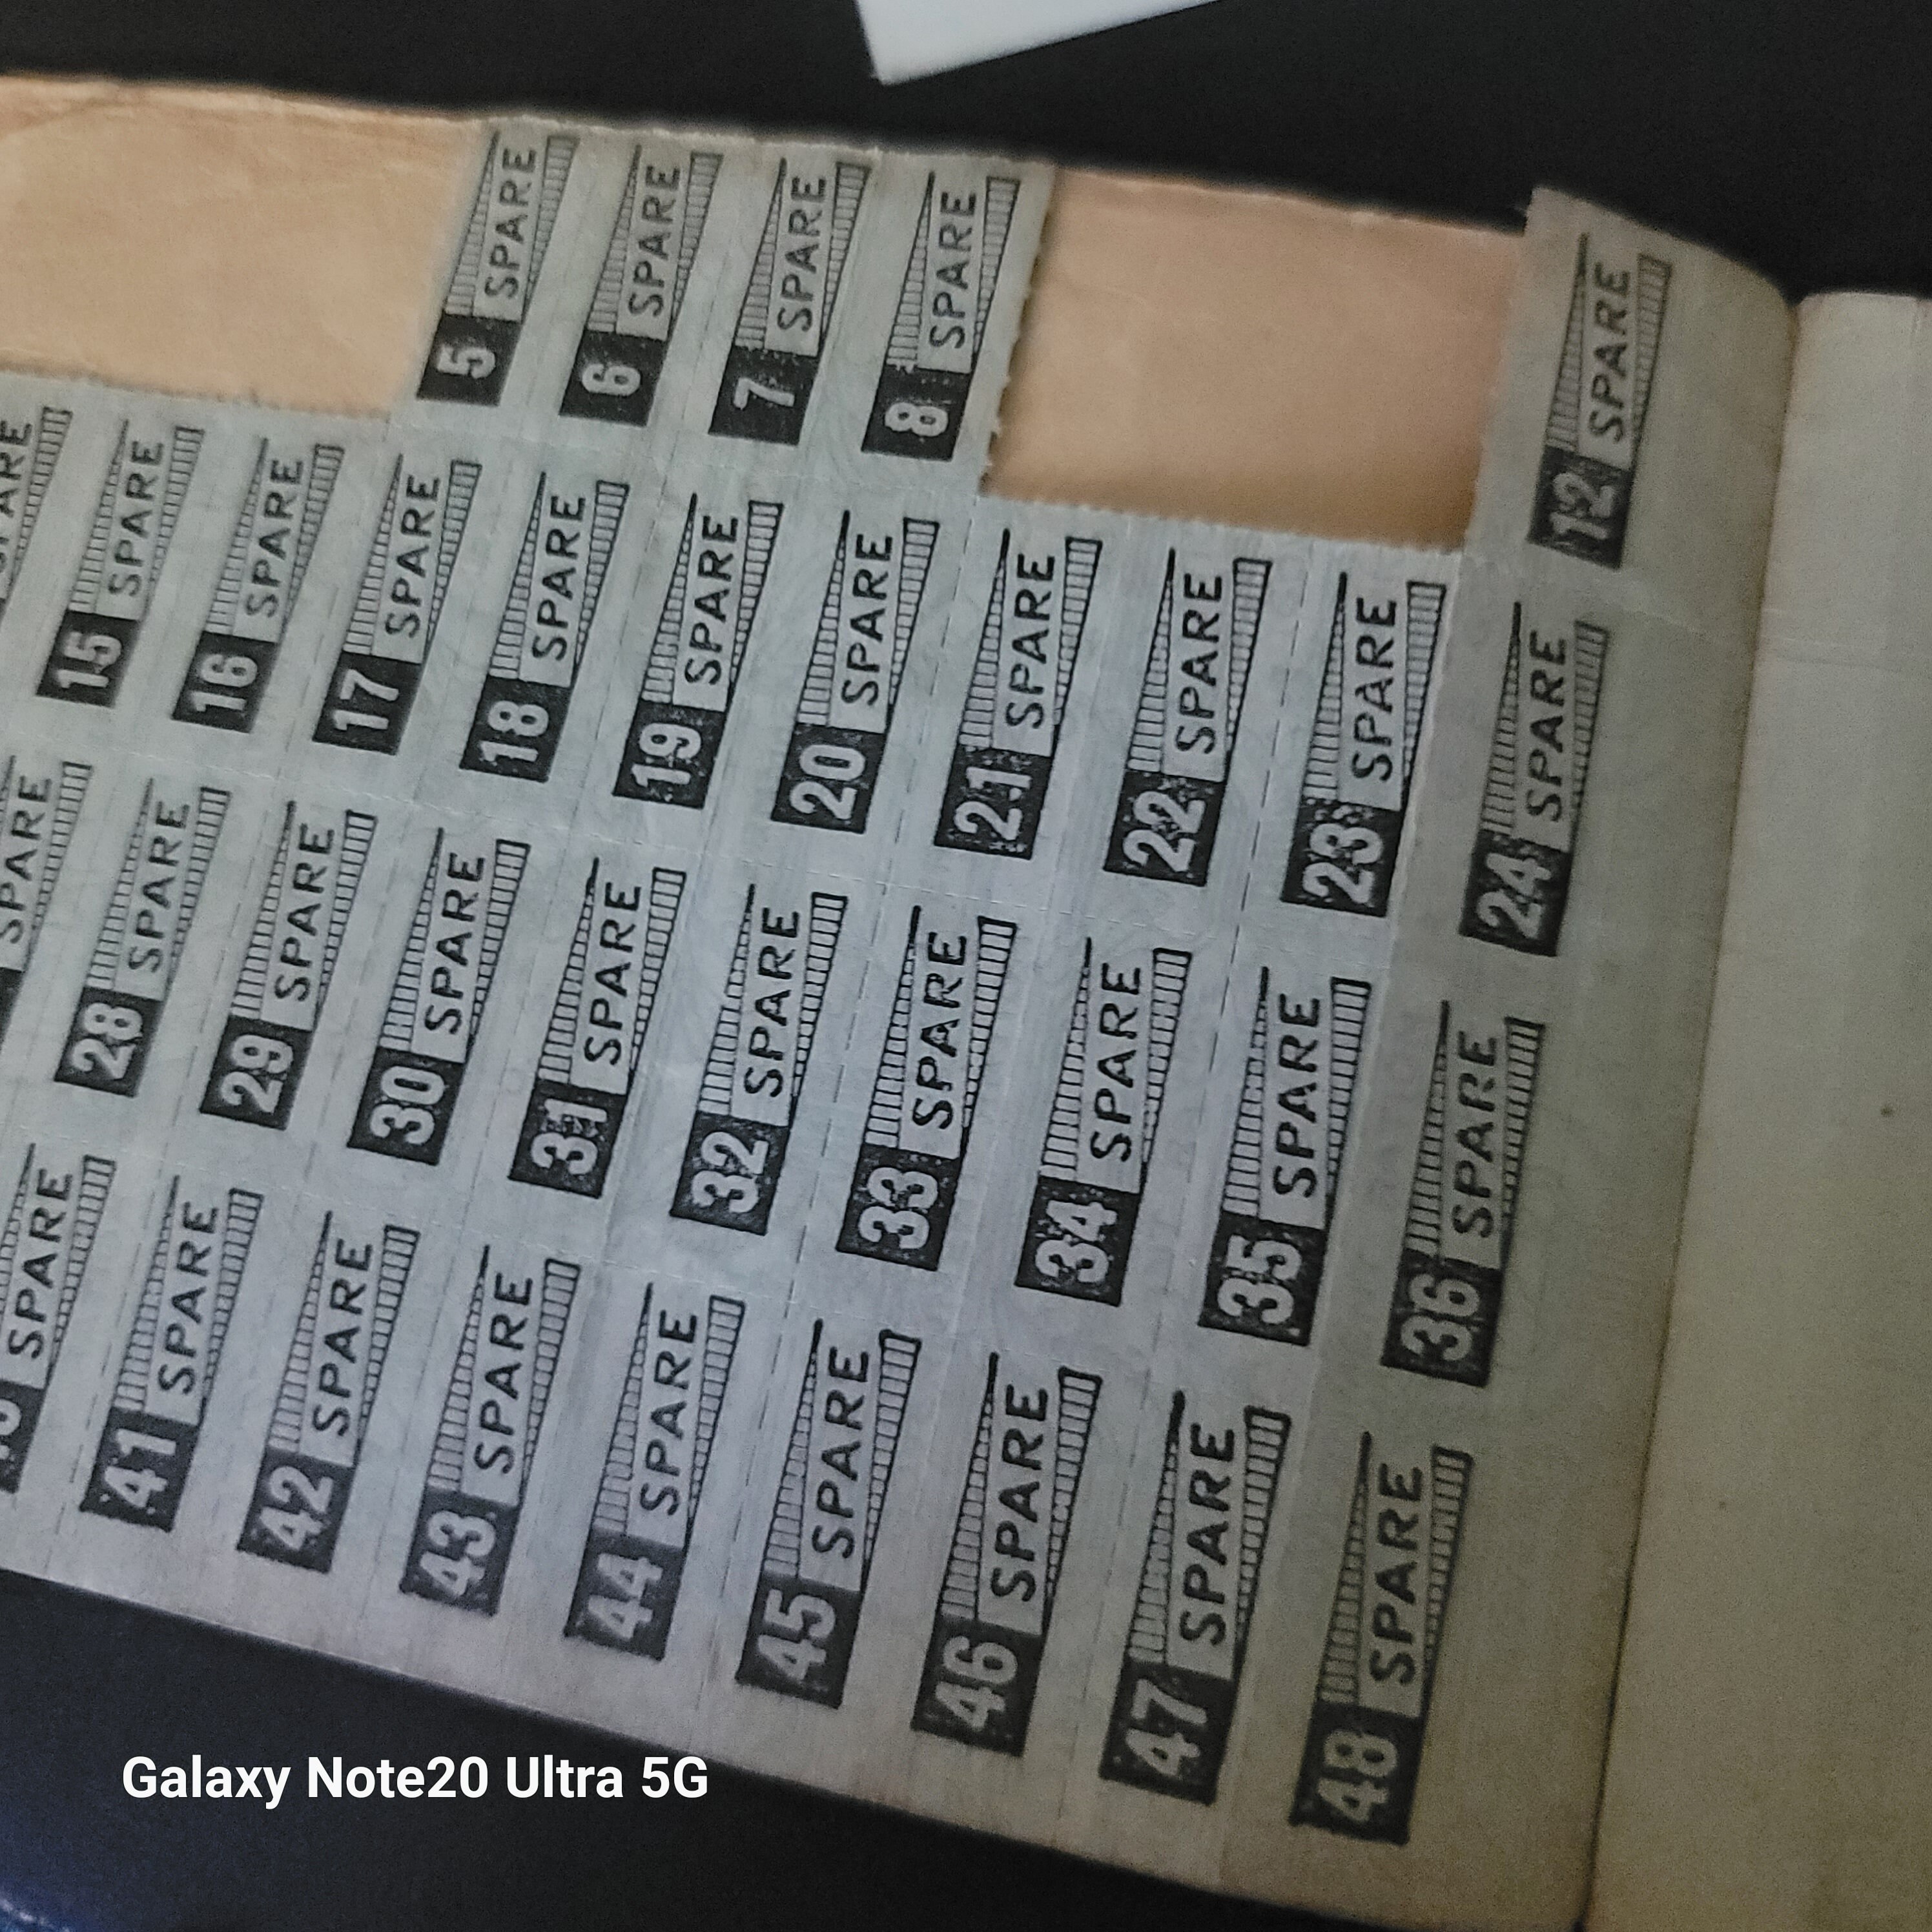 5 SPARE
6 SPARE
7 SPARE
8 SPARE
12 SPARE
SPARE
15 SPARE
16 SPARE
17 SPARE
18 SPARE
19 SPARE
20 SPARE
21 SPARE
22 SPARE
23 SPARE
24 SPARE
SPARE
28 SPARE
29 SPARE
30 SPARE
31 SPARE
32 SPARE
33 SPARE
34 SPARE
35 SPARE
36 SPARE
SPARE
41 SPARE
42 SPARE
43 SPARE
44 SPARE
45 SPARE
46 SPARE
47 SPARE
48 SPARE
Galaxy Note20 Ultra 5G